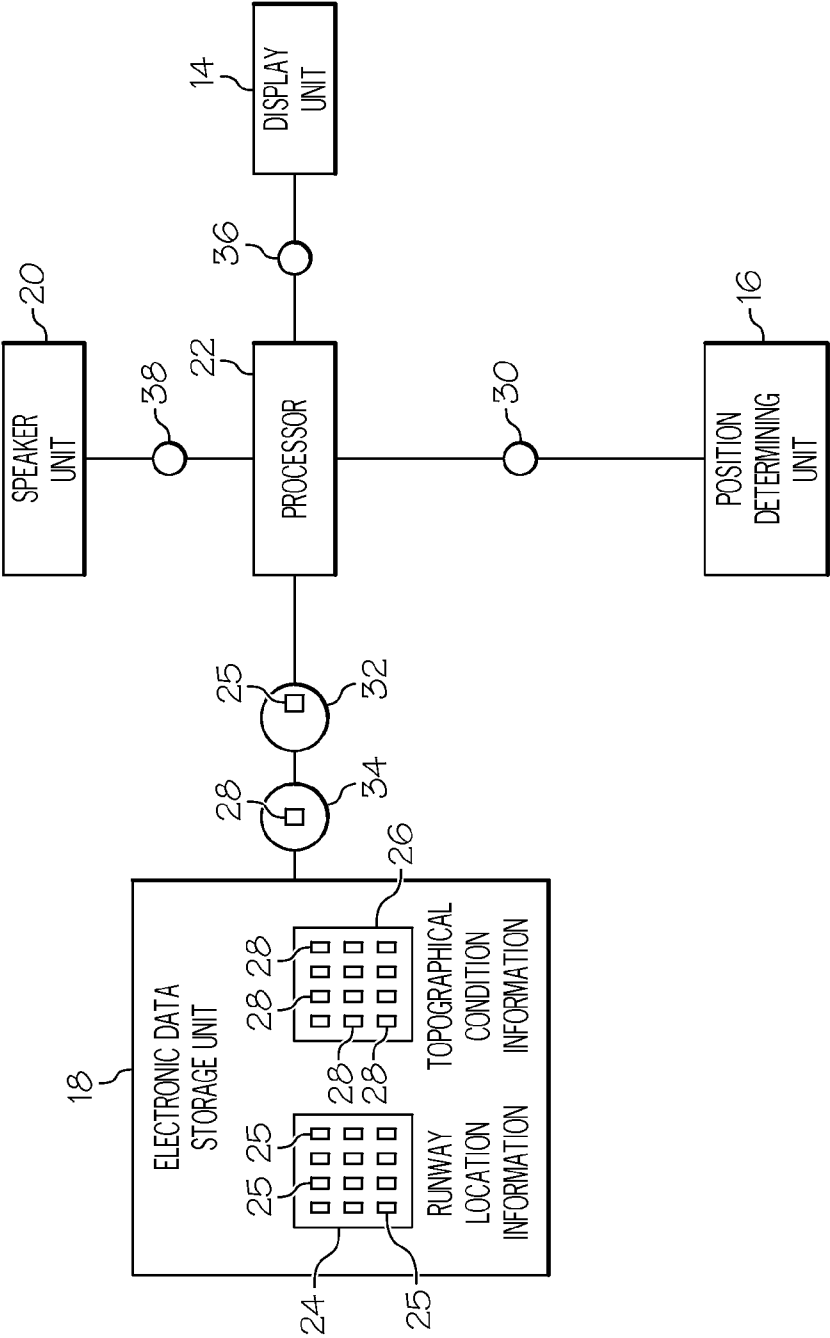 20
SPEAKER
UNIT
38
18
ELECTRONIC DATA
STORAGE UNIT
25
25
28
28
24
25
RUNWAY
LOCATION
INFORMATION
28
28
26
TOPOGRAPHICAL
CONDITION
INFORMATION
28
34
25
32
22
PROCESSOR
36
14
DISPLAY
UNIT
30
16
POSITION
DETERMINING
UNIT